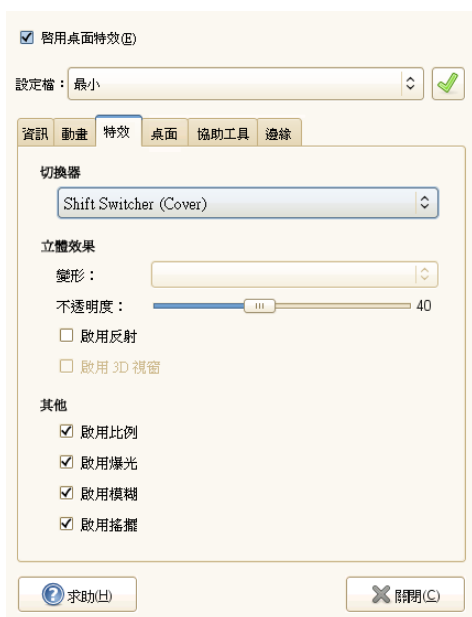 啓用桌面特效(E)
設定檔：最小
資訊 動畫 特效 桌面 協助工具 邊緣
切換器
Shift Switcher (Cover)
立體效果
變形：
不透明度： 40
啟用反射
啟用 3D 視窗
其他
啟用比例
啟用爆光
啟用模糊
啟用搖擺
求助(H) 關閉(C)